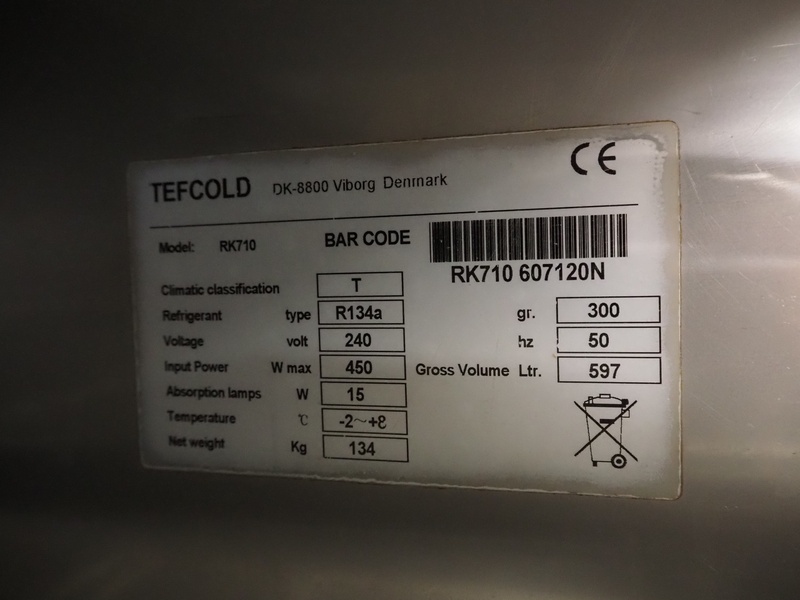 TEFCOLD DK-8800 Viborg Denmark CE
Model: RK710 BAR CODE
RK710 607120N
Climatic classification T
Refrigerant type R134a gr. 300
Voltage volt 240 hz 50
Input Power W max 450 Gross Volume Ltr. 597
Absorption lamps W 15
Temperature °C -2~+8
Net weight Kg 134